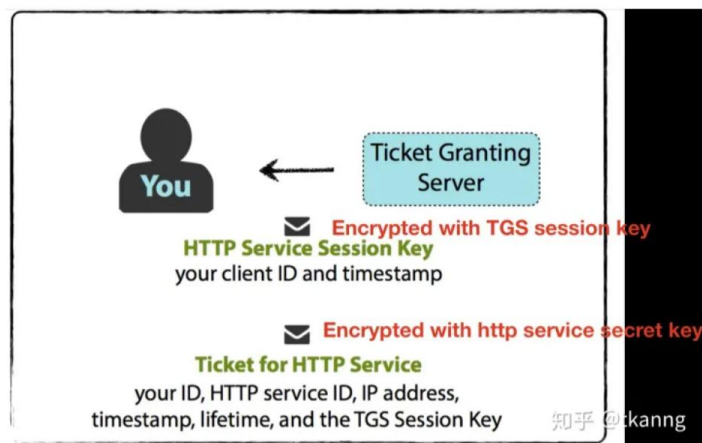 You
Ticket Granting
Server
Encrypted with TGS session key
HTTP Service Session Key
your client ID and timestamp
Encrypted with http service secret key
Ticket for HTTP Service
your ID, HTTP service ID, IP address,
timestamp, lifetime, and the TGS Session Key
知乎 @tkanng